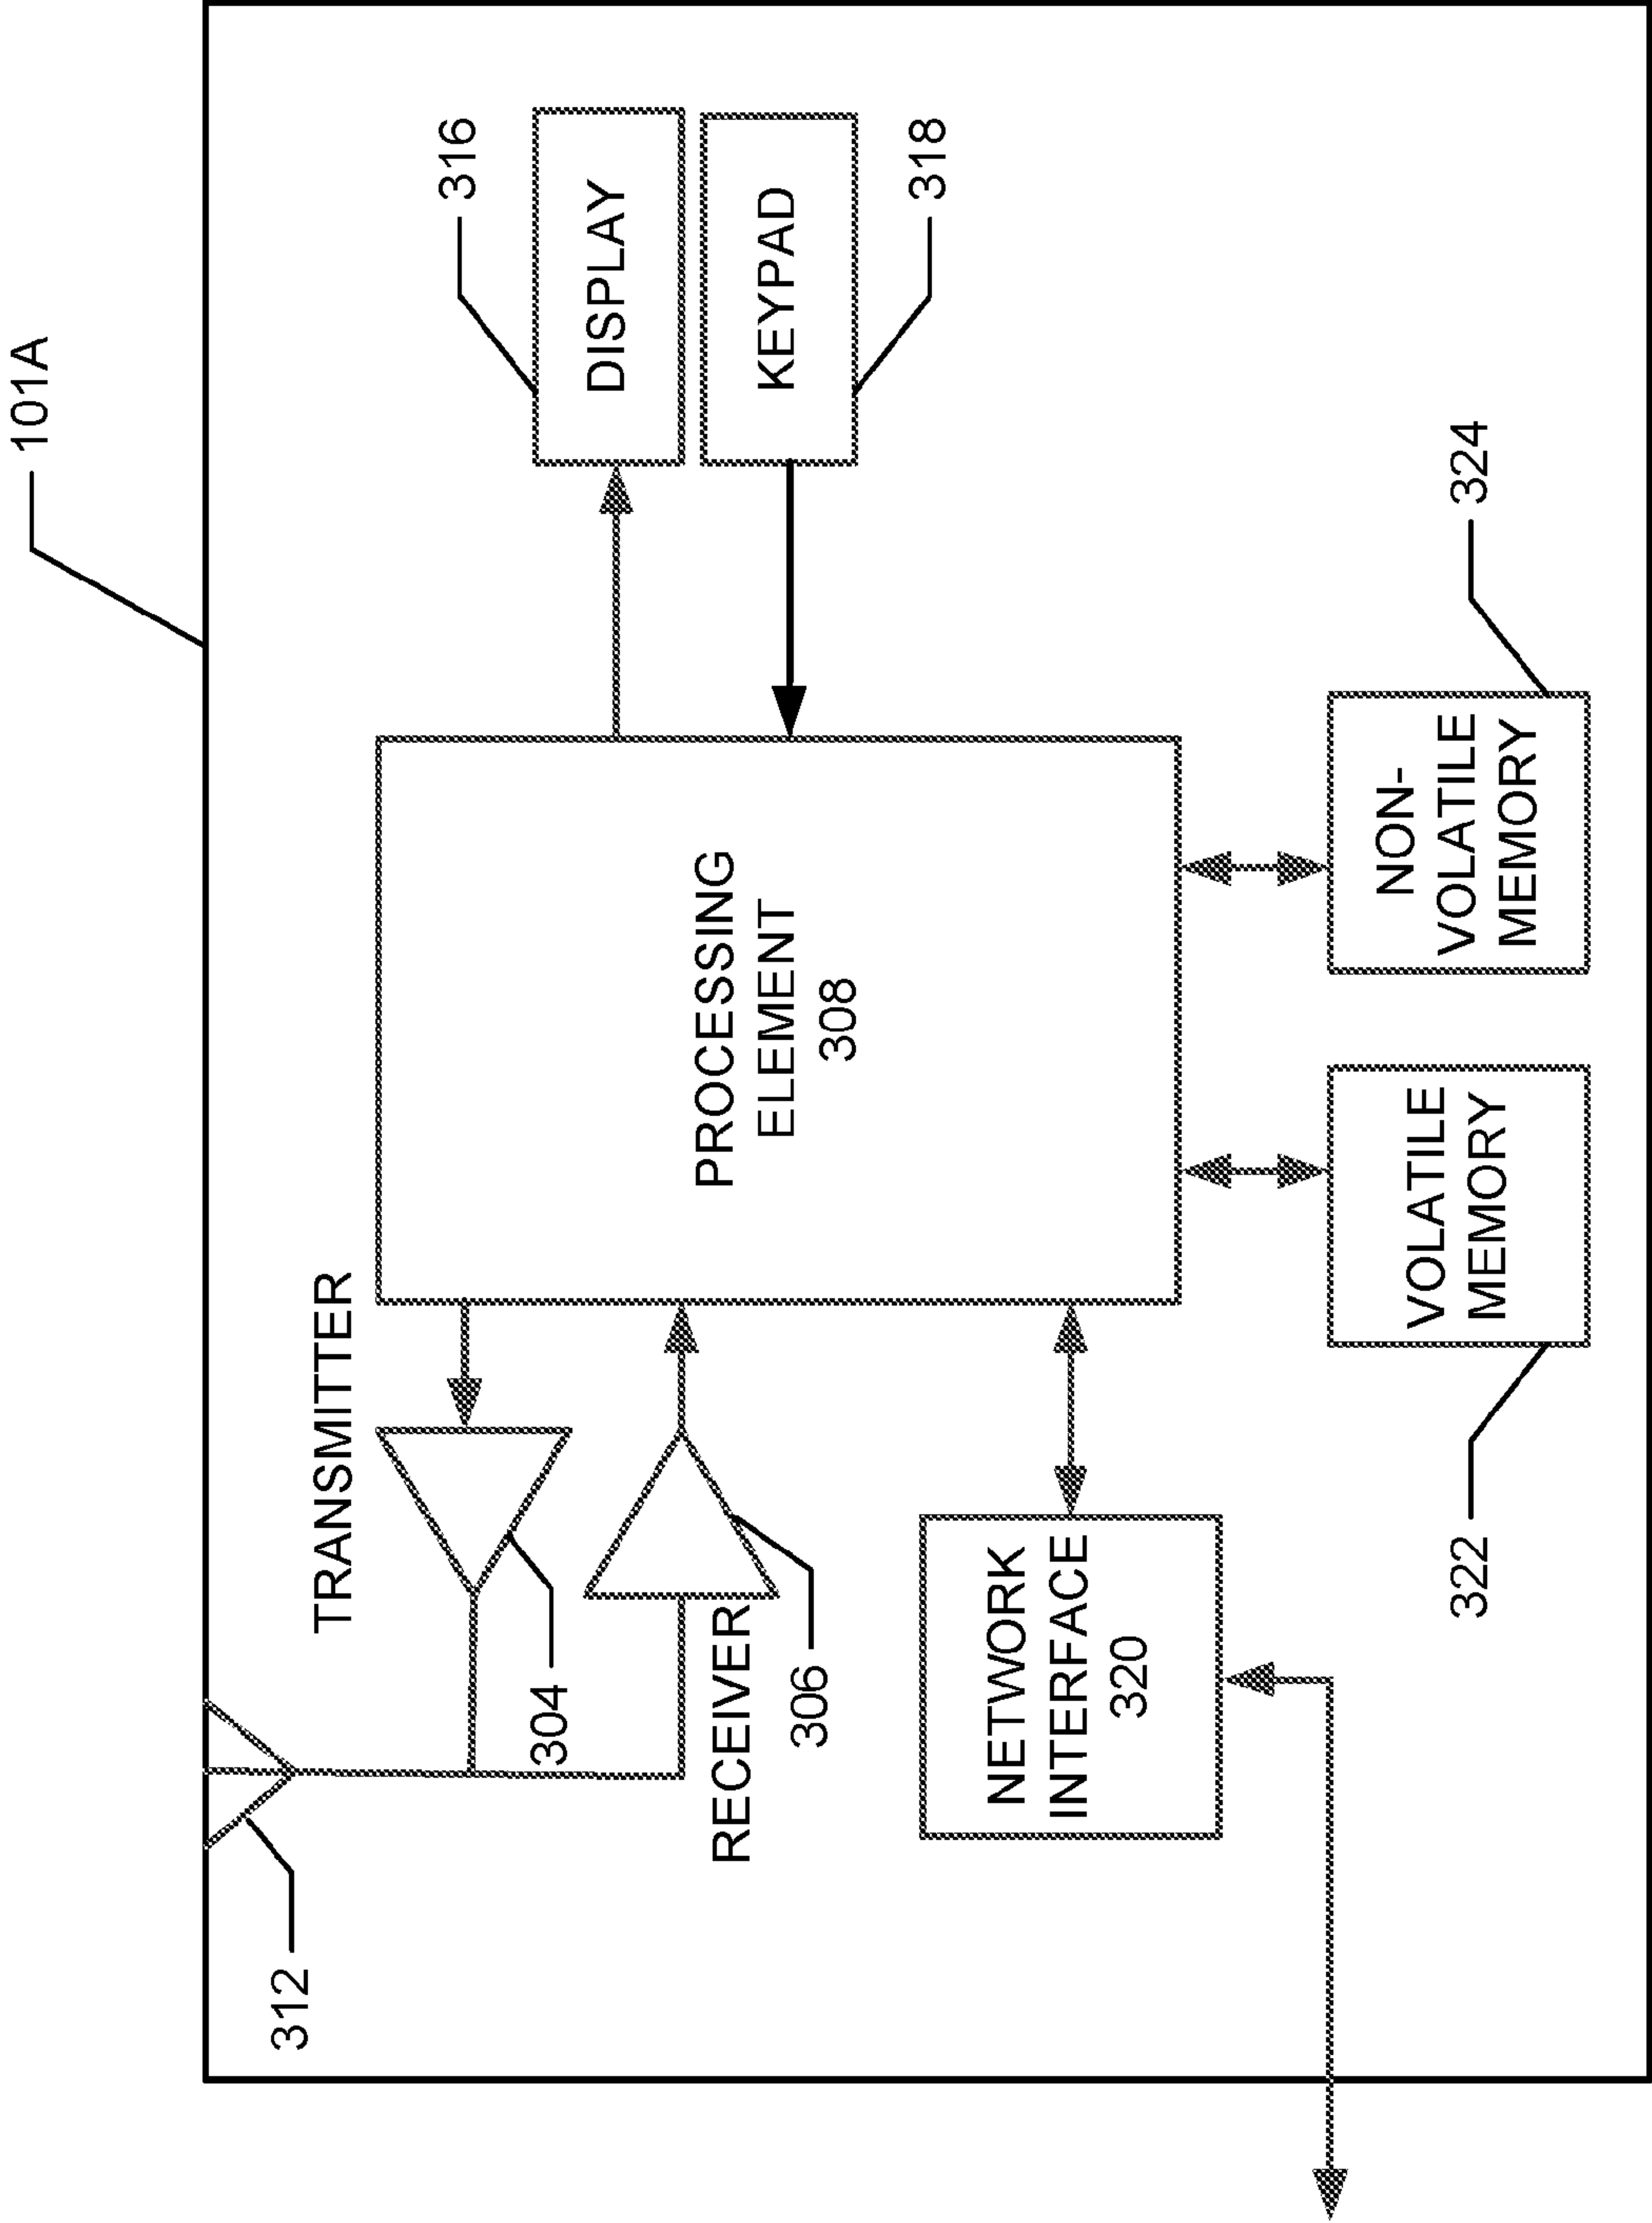 101A
312
TRANSMITTER
304
RECEIVER
306
PROCESSING
ELEMENT
308
316
DISPLAY
KEYPAD
318
NETWORK
INTERFACE
320
322
VOLATILE
MEMORY
NON-
VOLATILE
MEMORY
324